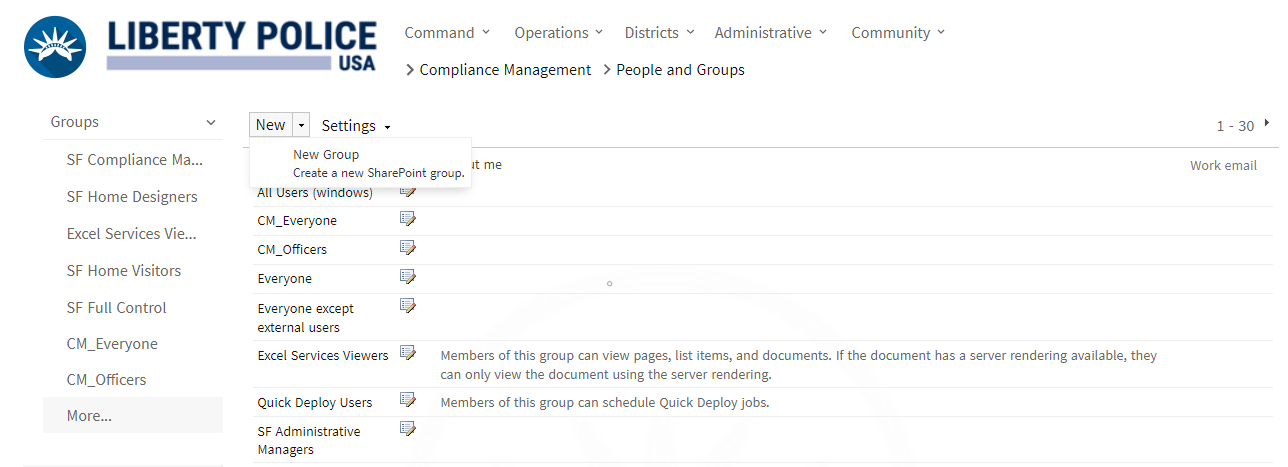 LIBERTY POLICE
USA
Command
Operations
Districts
Administrative
Community
Compliance Management
People and Groups
Groups
SF Compliance Ma...
SF Home Designers
Excel Services Vie...
SF Home Visitors
SF Full Control
CM_Everyone
CM_Officers
More...
New
Settings
1 - 30
New Group
Create a new SharePoint group.
me
Work email
All Users (windows)
CM_Everyone
CM_Officers
Everyone
Everyone except
external users
Excel Services Viewers
Members of this group can view pages, list items, and documents. If the document has a server rendering available, they
can only view the document using the server rendering.
Quick Deploy Users
Members of this group can schedule Quick Deploy jobs.
SF Administrative
Managers